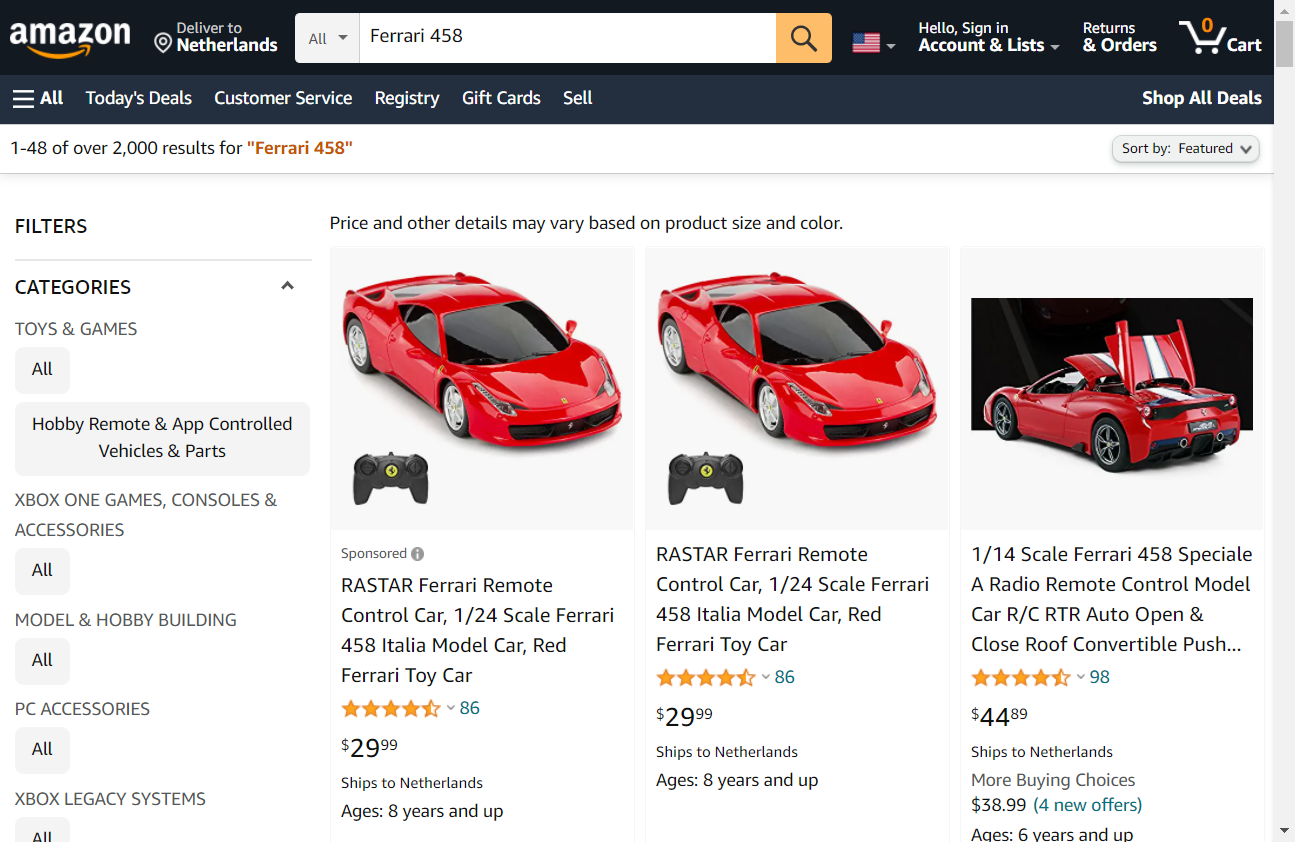 amazon
Deliver to
Netherlands
All
Ferrari 458
Hello, Sign in
Account & Lists
Returns
& Orders
0
Cart
All
Today's Deals
Customer Service
Registry
Gift Cards
Sell
Shop All Deals
1-48 of over 2,000 results for "Ferrari 458"
Sort by: Featured
FILTERS
CATEGORIES
TOYS & GAMES
All
Hobby Remote & App Controlled
Vehicles & Parts
XBOX ONE GAMES, CONSOLES &
ACCESSORIES
All
MODEL & HOBBY BUILDING
All
PC ACCESSORIES
All
XBOX LEGACY SYSTEMS
All
Price and other details may vary based on product size and color.
Sponsored
RASTAR Ferrari Remote
Control Car, 1/24 Scale Ferrari
458 Italia Model Car, Red
Ferrari Toy Car
86
$2999
Ships to Netherlands
Ages: 8 years and up
RASTAR Ferrari Remote
Control Car, 1/24 Scale Ferrari
458 Italia Model Car, Red
Ferrari Toy Car
86
$2999
Ships to Netherlands
Ages: 8 years and up
1/14 Scale Ferrari 458 Speciale
A Radio Remote Control Model
Car R/C RTR Auto Open &
Close Roof Convertible Push...
98
$4489
Ships to Netherlands
More Buying Choices
$38.99 (4 new offers)
Ages: 6 years and up